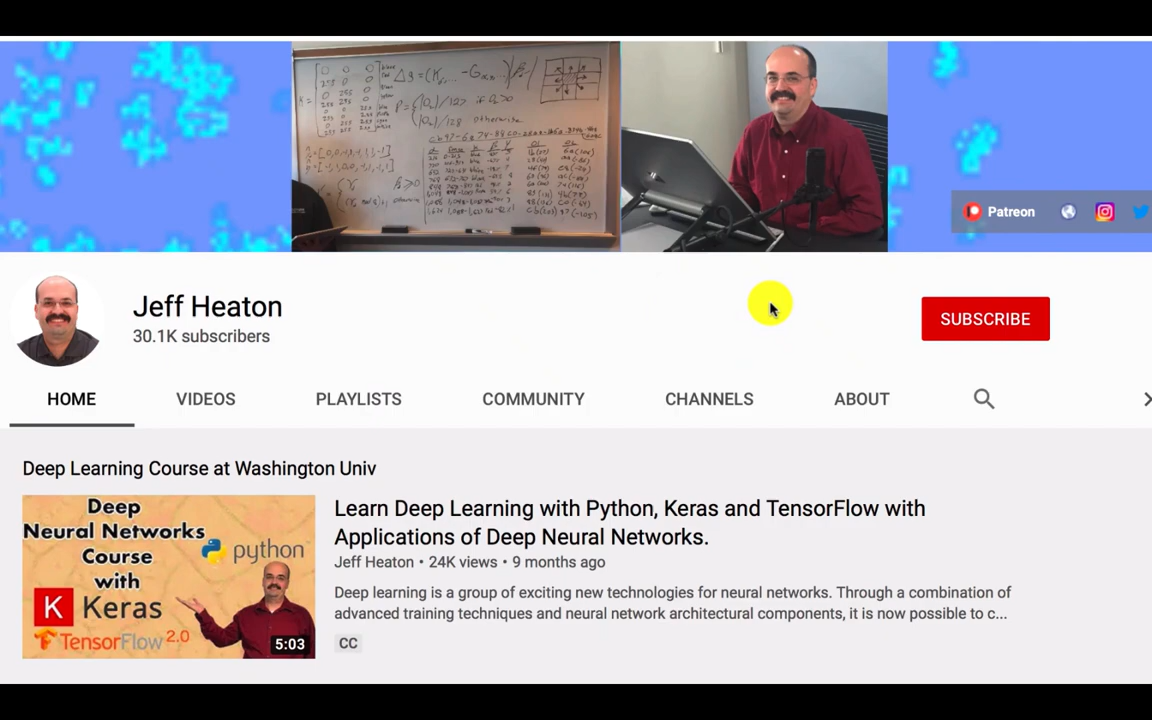 Patreon
Jeff Heaton
30.1K subscribers
SUBSCRIBE
HOME VIDEOS PLAYLISTS COMMUNITY CHANNELS ABOUT
Deep Learning Course at Washington Univ
Deep
Neural Networks
Course
with
python
K Keras
TensorFlow 2.0
5:03
Learn Deep Learning with Python, Keras and TensorFlow with
Applications of Deep Neural Networks.
Jeff Heaton • 24K views • 9 months ago
Deep learning is a group of exciting new technologies for neural networks. Through a combination of
advanced training techniques and neural network architectural components, it is now possible to c...
CC